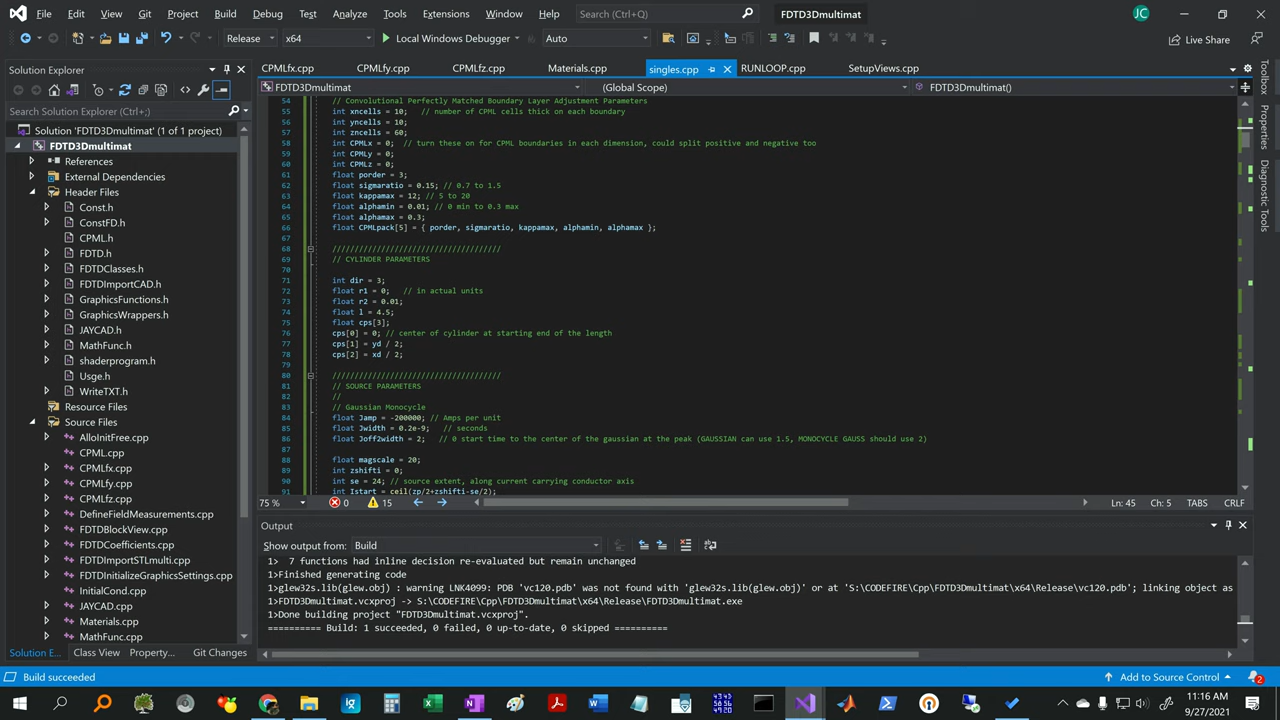 File Edit View Git Project Build Debug Test Analyze Tools Extensions Window Help Search (Ctrl+Q) FDTD3Dmultimat JC
Release x64 Local Windows Debugger Auto Live Share
Solution Explorer
CPMLfx.cpp CPMLfy.cpp CPMLfz.cpp Materials.cpp singles.cpp RUNLOOP.cpp SetupViews.cpp
FDTD3Dmultimat (Global Scope) FDTD3Dmultimat()
Search Solution Explorer (Ctrl+;)
Solution 'FDTD3Dmultimat' (1 of 1 project)
FDTD3Dmultimat
References
External Dependencies
Header Files
Const.h
ConstFD.h
CPML.h
FDTD.h
FDTDClasses.h
FDTDImportCAD.h
GraphicsFunctions.h
GraphicsWrappers.h
JAYCAD.h
MathFunc.h
shaderprogram.h
Usge.h
WriteTXT.h
Resource Files
Source Files
AlloInitFree.cpp
CPML.cpp
CPMLfx.cpp
CPMLfy.cpp
CPMLfz.cpp
DefineFieldMeasurements.cpp
FDTDBlockView.cpp
FDTDCoefficients.cpp
FDTDImportSTLmulti.cpp
FDTDInitializeGraphicsSettings.cpp
InitialCond.cpp
JAYCAD.cpp
Materials.cpp
MathFunc.cpp
Solution E... Class View Property... Git Changes
54 // Convolutional Perfectly Matched Boundary Layer Adjustment Parameters
55 int xncells = 10; // number of CPML cells thick on each boundary
56 int yncells = 10;
57 int zncells = 60;
58 int CPMLx = 0; // turn these on for CPML boundaries in each dimension, could split positive and negative too
59 int CPMLy = 0;
60 int CPMLz = 0;
61 float porder = 3;
62 float sigmaratio = 0.15; // 0.7 to 1.5
63 float kappamax = 12; // 5 to 20
64 float alphamin = 0.01; // 0 min to 0.3 max
65 float alphamax = 0.3;
66 float CPMLpack[5] = { porder, sigmaratio, kappamax, alphamin, alphamax };
67
68 /////////////////////////////////////
69 // CYLINDER PARAMETERS
70
71 int dir = 3;
72 float r1 = 0; // in actual units
73 float r2 = 0.01;
74 float l = 4.5;
75 float cps[3];
76 cps[0] = 0; // center of cylinder at starting end of the length
77 cps[1] = yd / 2;
78 cps[2] = xd / 2;
79
80 /////////////////////////////////////
81 // SOURCE PARAMETERS
82 //
83 // Gaussian Monocycle
84 float Jamp = -200000; // Amps per unit
85 float Jwidth = 0.2e-9; // seconds
86 float Joff2width = 2; // 0 start time to the center of the gaussian at the peak (GAUSSIAN can use 1.5, MONOCYCLE GAUSS should use 2)
87
88 float magscale = 20;
89 int zshifti = 0;
90 int se = 24; // source extent, along current carrying conductor axis
91 int Istart = ceil(zp/2+zshifti-se/2);
75 % 0 15 Ln: 45 Ch: 5 TABS CRLF
Output
Show output from: Build
1> 7 functions had inline decision re-evaluated but remain unchanged
1>Finished generating code
1>glew32s.lib(glew.obj) : warning LNK4099: PDB 'vc120.pdb' was not found with 'glew32s.lib(glew.obj)' or at 'S:\CODEFIRE\Cpp\FDTD3Dmultimat\x64\Release\vc120.pdb'; linking object as
1>FDTD3Dmultimat.vcxproj -> S:\CODEFIRE\Cpp\FDTD3Dmultimat\x64\Release\FDTD3Dmultimat.exe
1>Done building project "FDTD3Dmultimat.vcxproj".
========== Build: 1 succeeded, 0 failed, 0 up-to-date, 0 skipped ==========
Toolbox
Properties
Diagnostic Tools
Build succeeded Add to Source Control 2
11:16 AM
9/27/2021